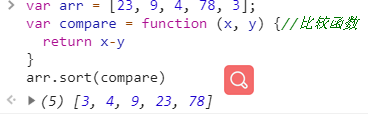 > var arr = [23, 9, 4, 78, 3];
var compare = function (x, y) {//比较函数
return x-y
}
arr.sort(compare)
(5) [3, 4, 9, 23, 78]